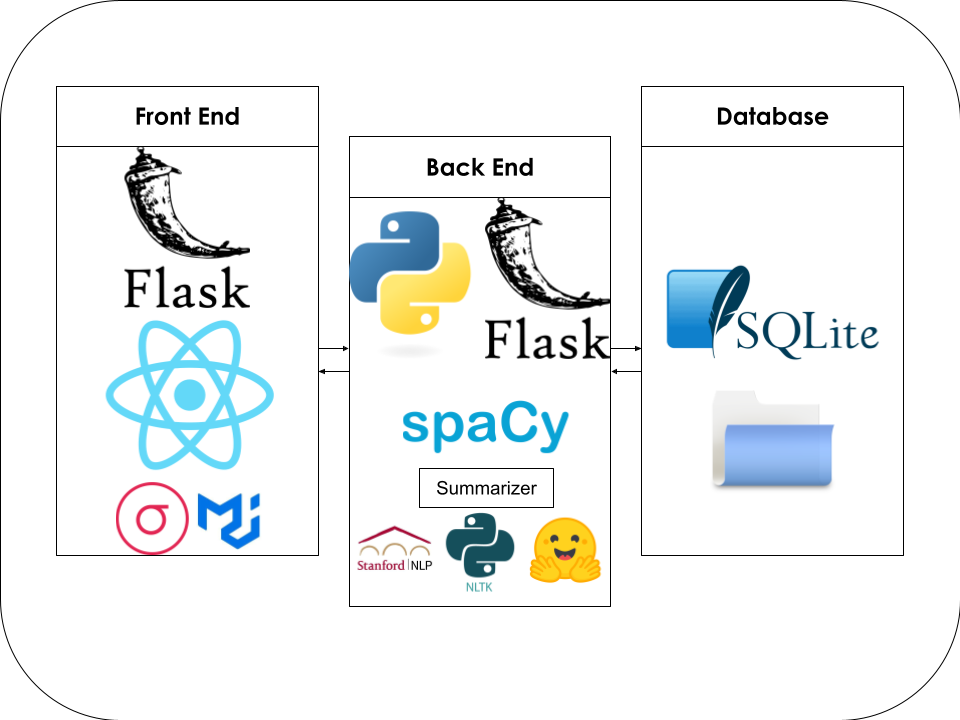 Front End
Flask
Back End
Flask
spaCy
Summarizer
Stanford NLP
NLTK
Database
SQLite